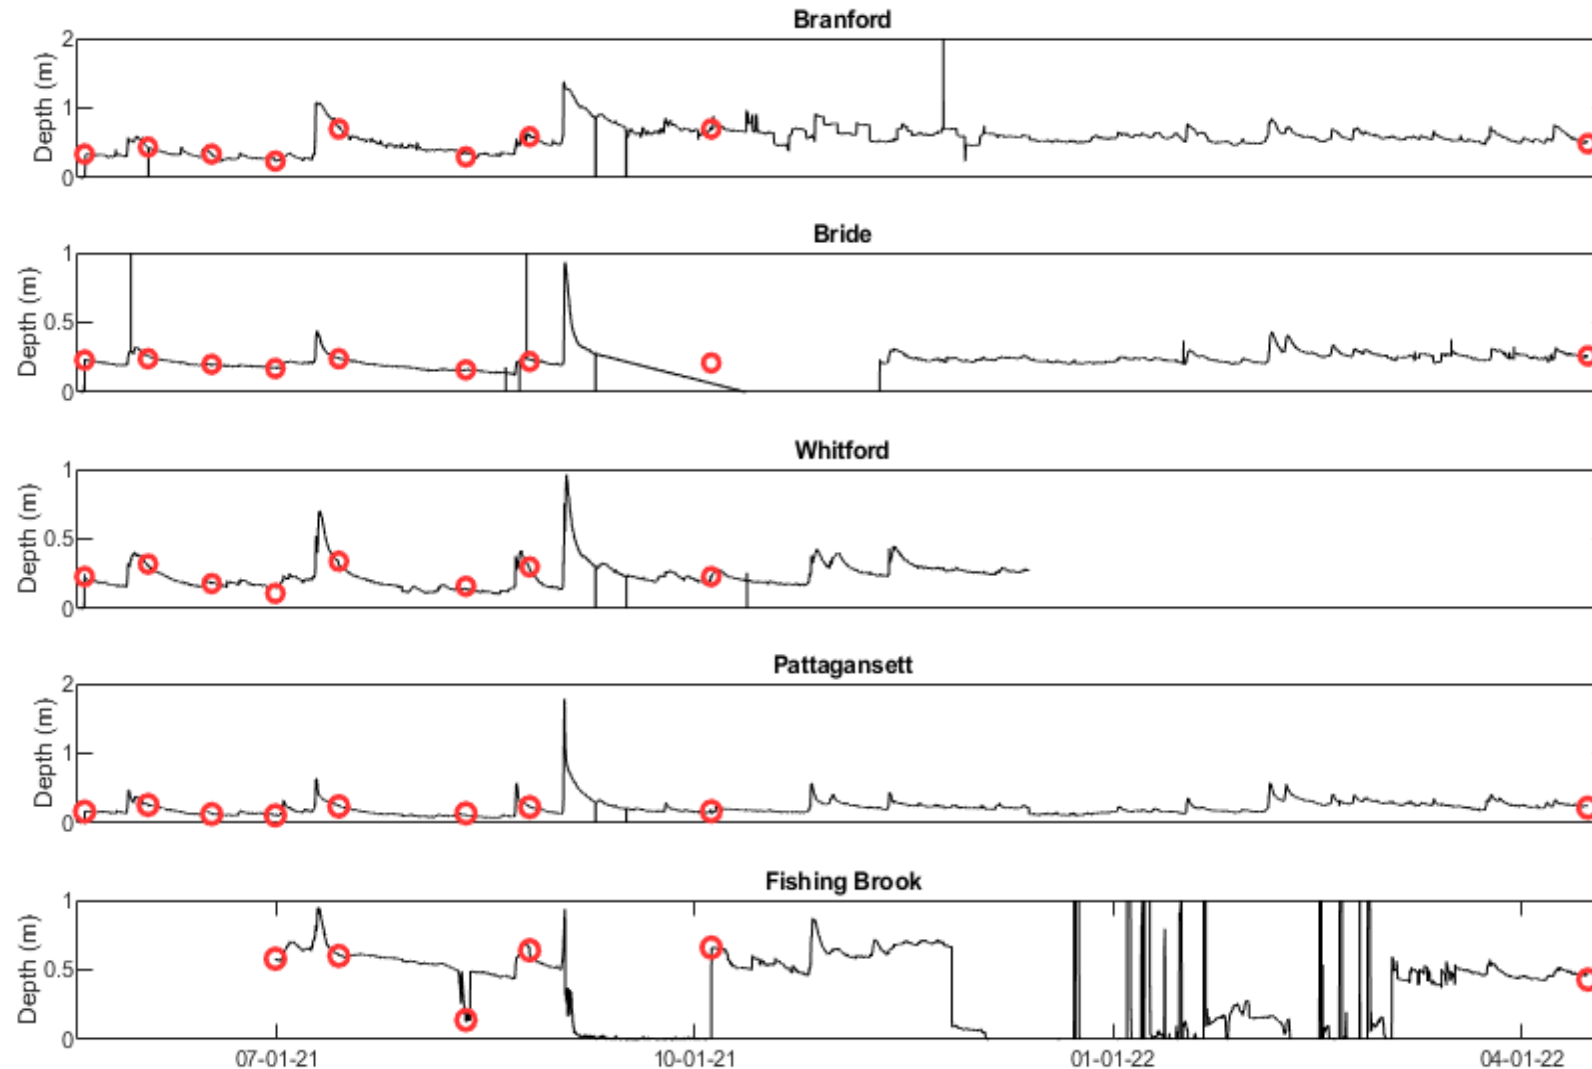 Branford
Depth (m)
2
1
0
Bride
Depth (m)
1
0.5
0
Whitford
Depth (m)
1
0.5
0
Pattagansett
Depth (m)
2
1
0
Fishing Brook
Depth (m)
1
0.5
0
07-01-21 10-01-21 01-01-22 04-01-22